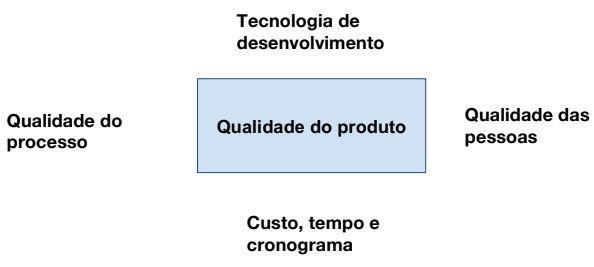 Tecnologia de
desenvolvimento
Qualidade do
processo
Qualidade do produto
Qualidade das
pessoas
Custo, tempo e
cronograma